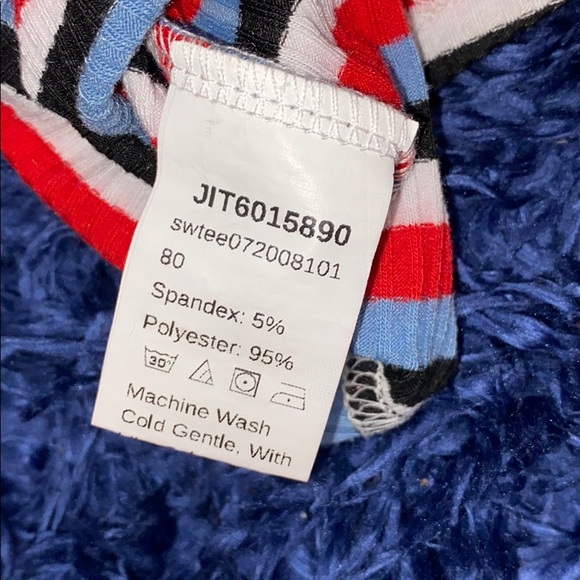 JIT6015890
swtee072008101
80
Spandex: 5%
Polyester: 95%
30°
Machine Wash
Cold Gentle, With